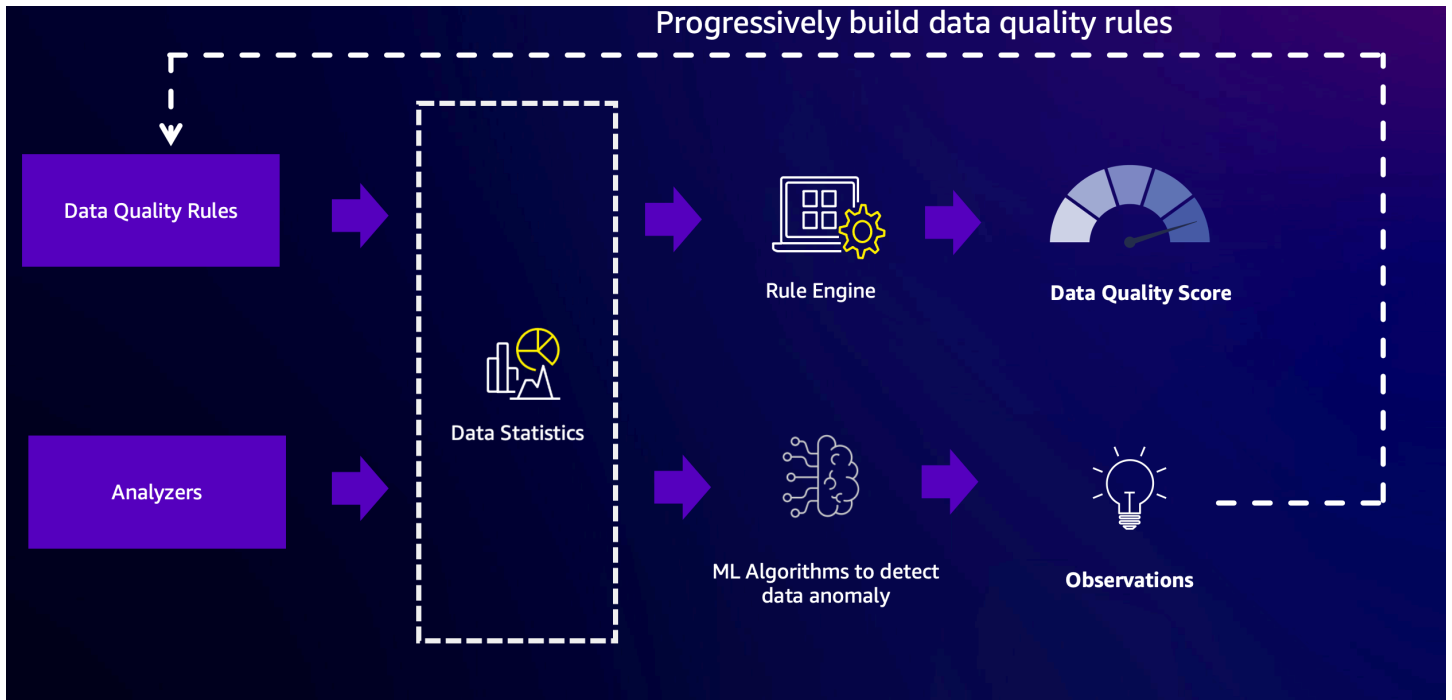 Progressively build data quality rules
Data Quality Rules
Rule Engine
Data Quality Score
Data Statistics
Analyzers
ML Algorithms to detect
data anomaly
Observations